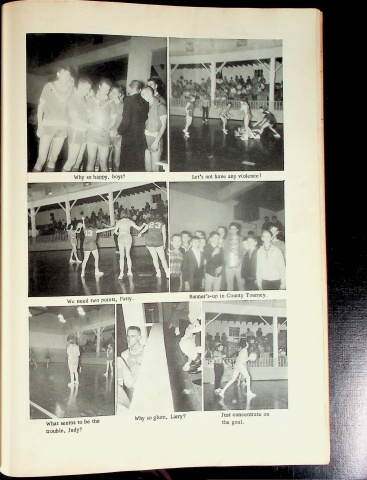 Why so happy, boys?
Let's not have any violence!
We need two points, Patsy.
Runner's-up in County Tourney.
What seems to be the
trouble, Judy?
Why so glum, Larry?
Just concentrate on
the goal.